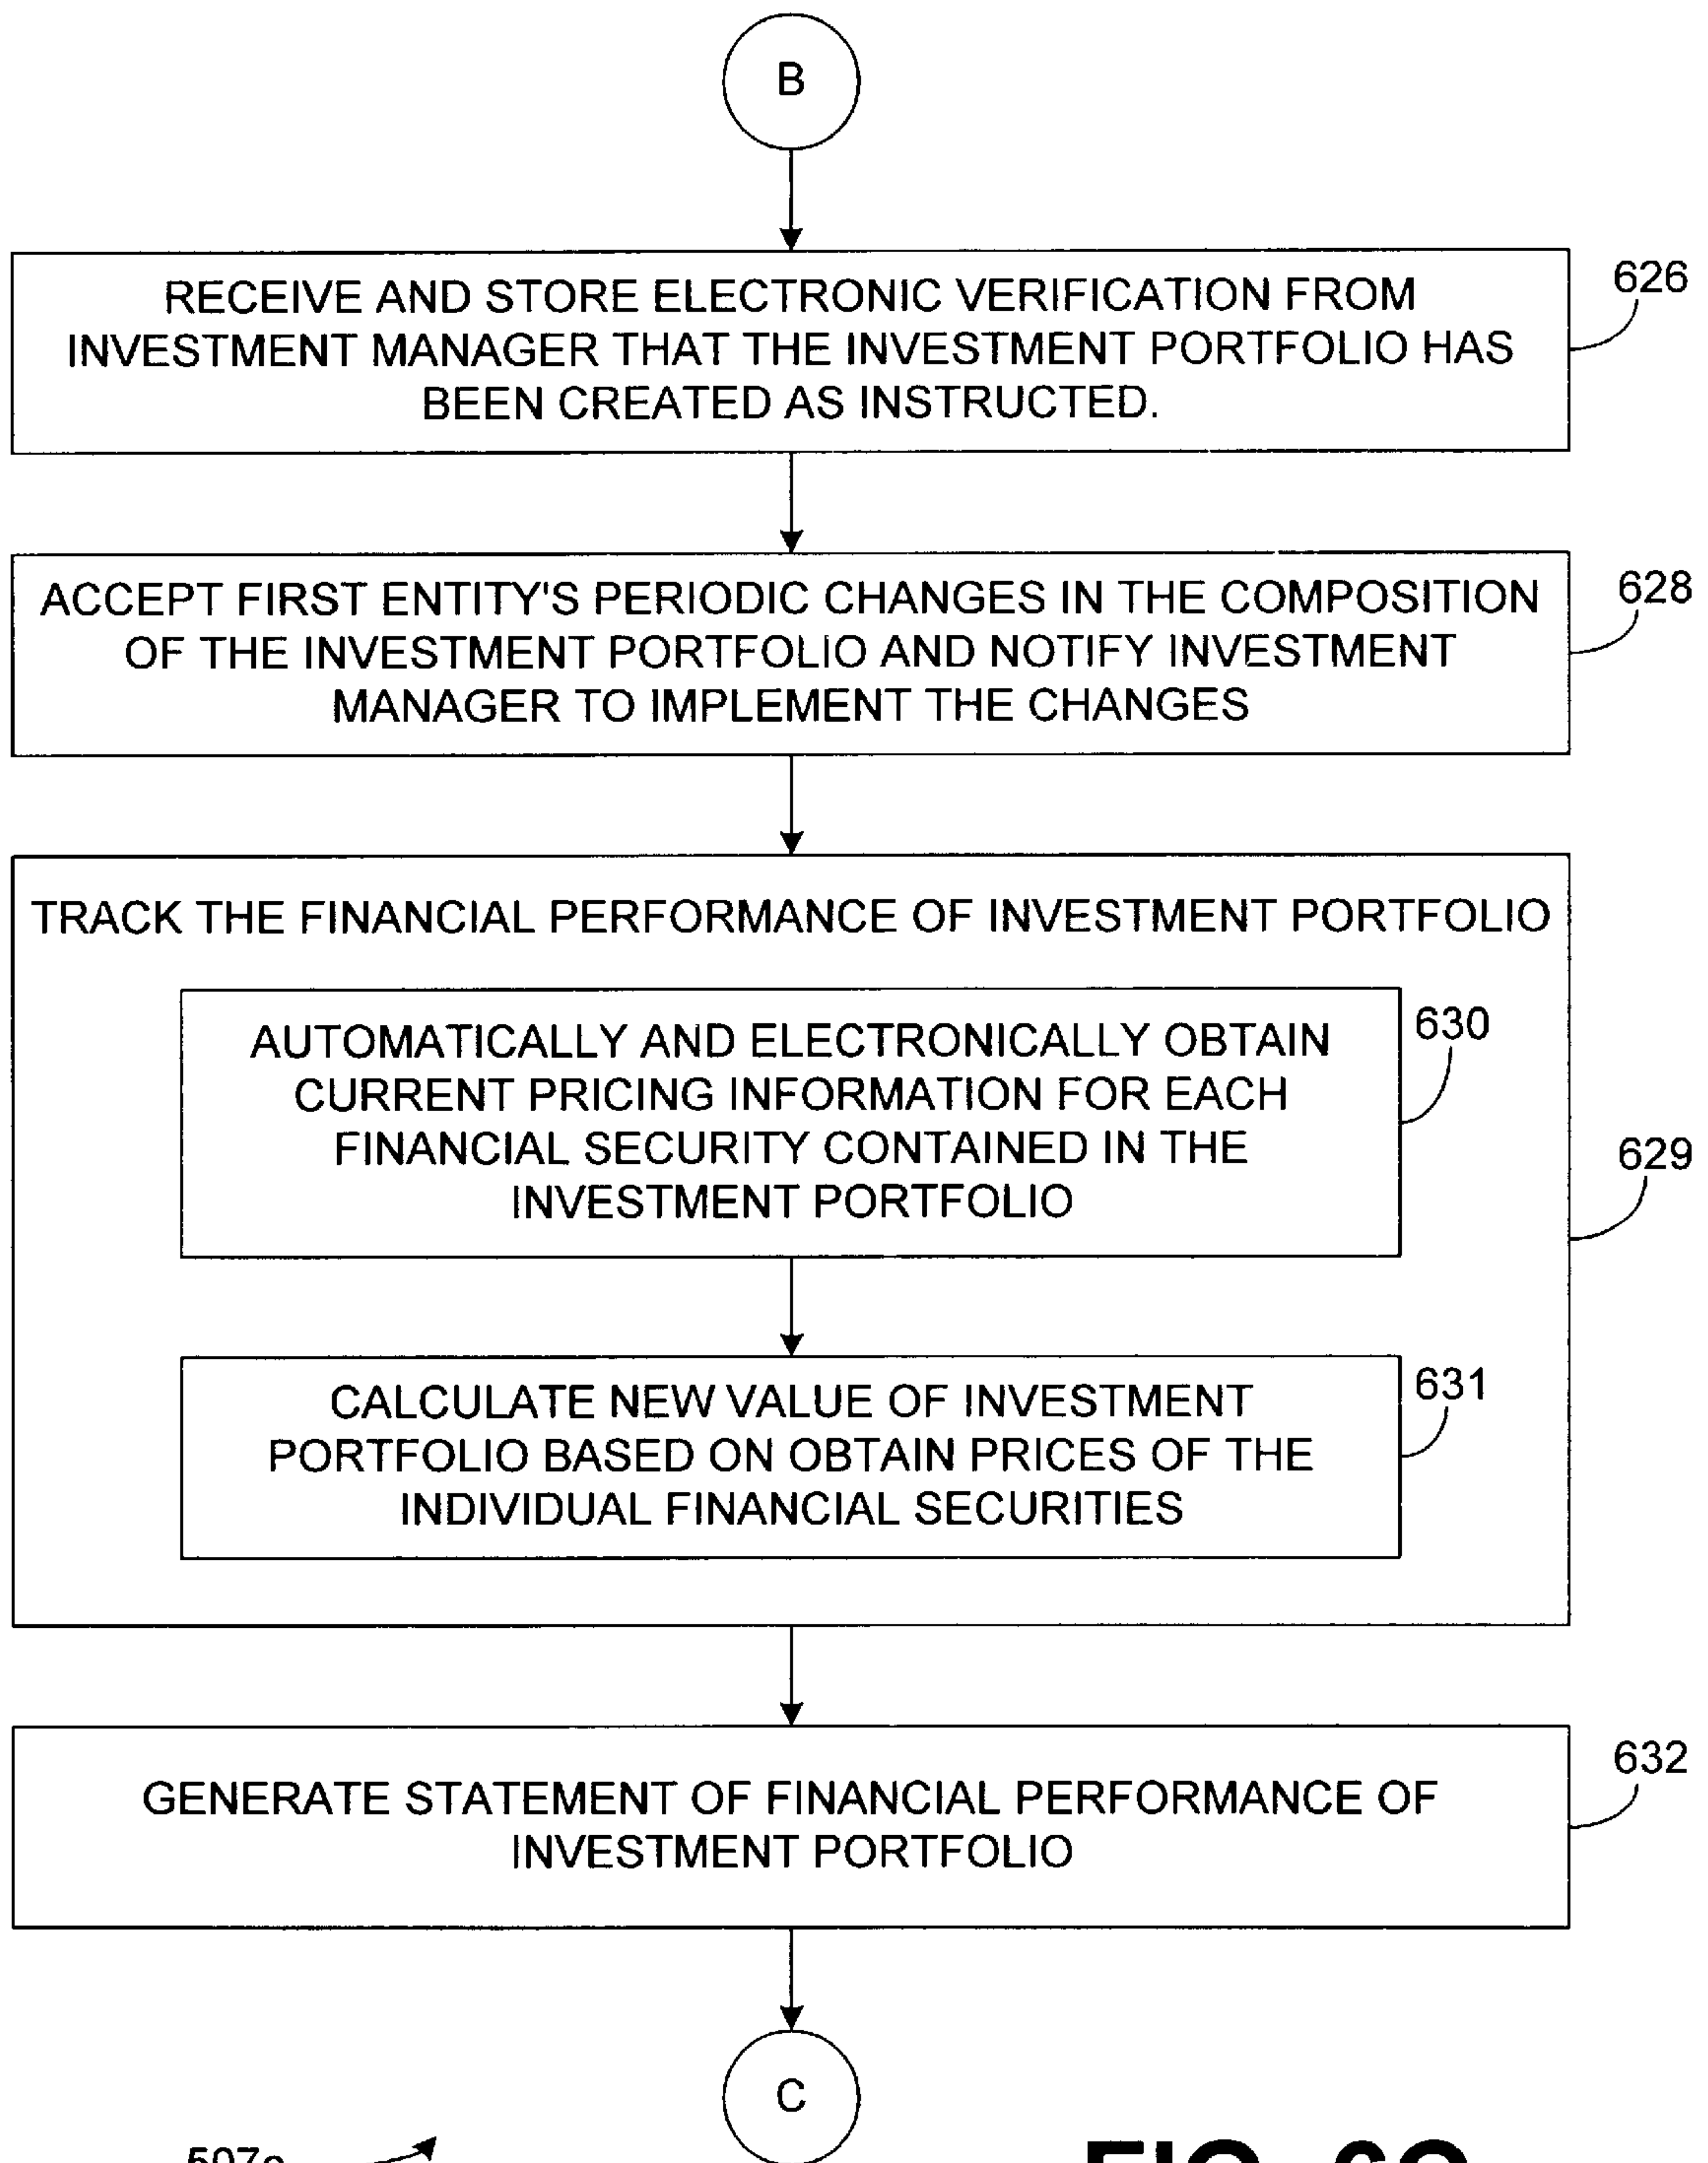 B
RECEIVE AND STORE ELECTRONIC VERIFICATION FROM
INVESTMENT MANAGER THAT THE INVESTMENT PORTFOLIO HAS
BEEN CREATED AS INSTRUCTED.
626
ACCEPT FIRST ENTITY'S PERIODIC CHANGES IN THE COMPOSITION
OF THE INVESTMENT PORTFOLIO AND NOTIFY INVESTMENT
MANAGER TO IMPLEMENT THE CHANGES
628
TRACK THE FINANCIAL PERFORMANCE OF INVESTMENT PORTFOLIO
AUTOMATICALLY AND ELECTRONICALLY OBTAIN
CURRENT PRICING INFORMATION FOR EACH
FINANCIAL SECURITY CONTAINED IN THE
INVESTMENT PORTFOLIO
630
629
CALCULATE NEW VALUE OF INVESTMENT
PORTFOLIO BASED ON OBTAIN PRICES OF THE
INDIVIDUAL FINANCIAL SECURITIES
631
GENERATE STATEMENT OF FINANCIAL PERFORMANCE OF
INVESTMENT PORTFOLIO
632
C
FIG.